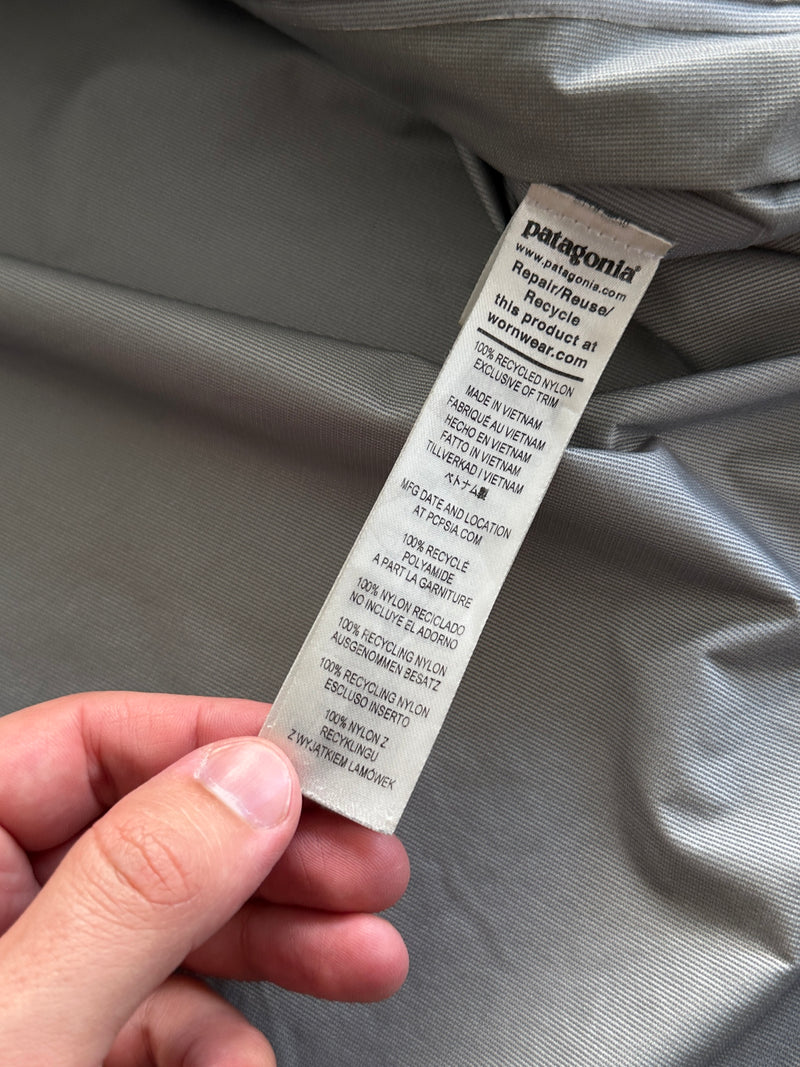 patagonia®
www.patagonia.com
Repair/Reuse/
Recycle
this product at
wornwear.com
100% RECYCLED NYLON
EXCLUSIVE OF TRIM
MADE IN VIETNAM
FABRIQUÉ AU VIETNAM
HECHO EN VIETNAM
FATTO IN VIETNAM
TILLVERKAD I VIETNAM
ベトナム製
MFG DATE AND LOCATION
AT PCPSIA.COM
100% RECYCLÉ
POLYAMIDE
A PART LA GARNITURE
100% NYLON RECICLADO
NO INCLUYE EL ADORNO
100% RECYCLING NYLON
AUSGENOMMEN BESATZ
100% RECYCLING NYLON
ESCLUSO INSERTO
100% NYLON Z
RECYKLINGU
Z WYJATKIEM LAMÓWEK